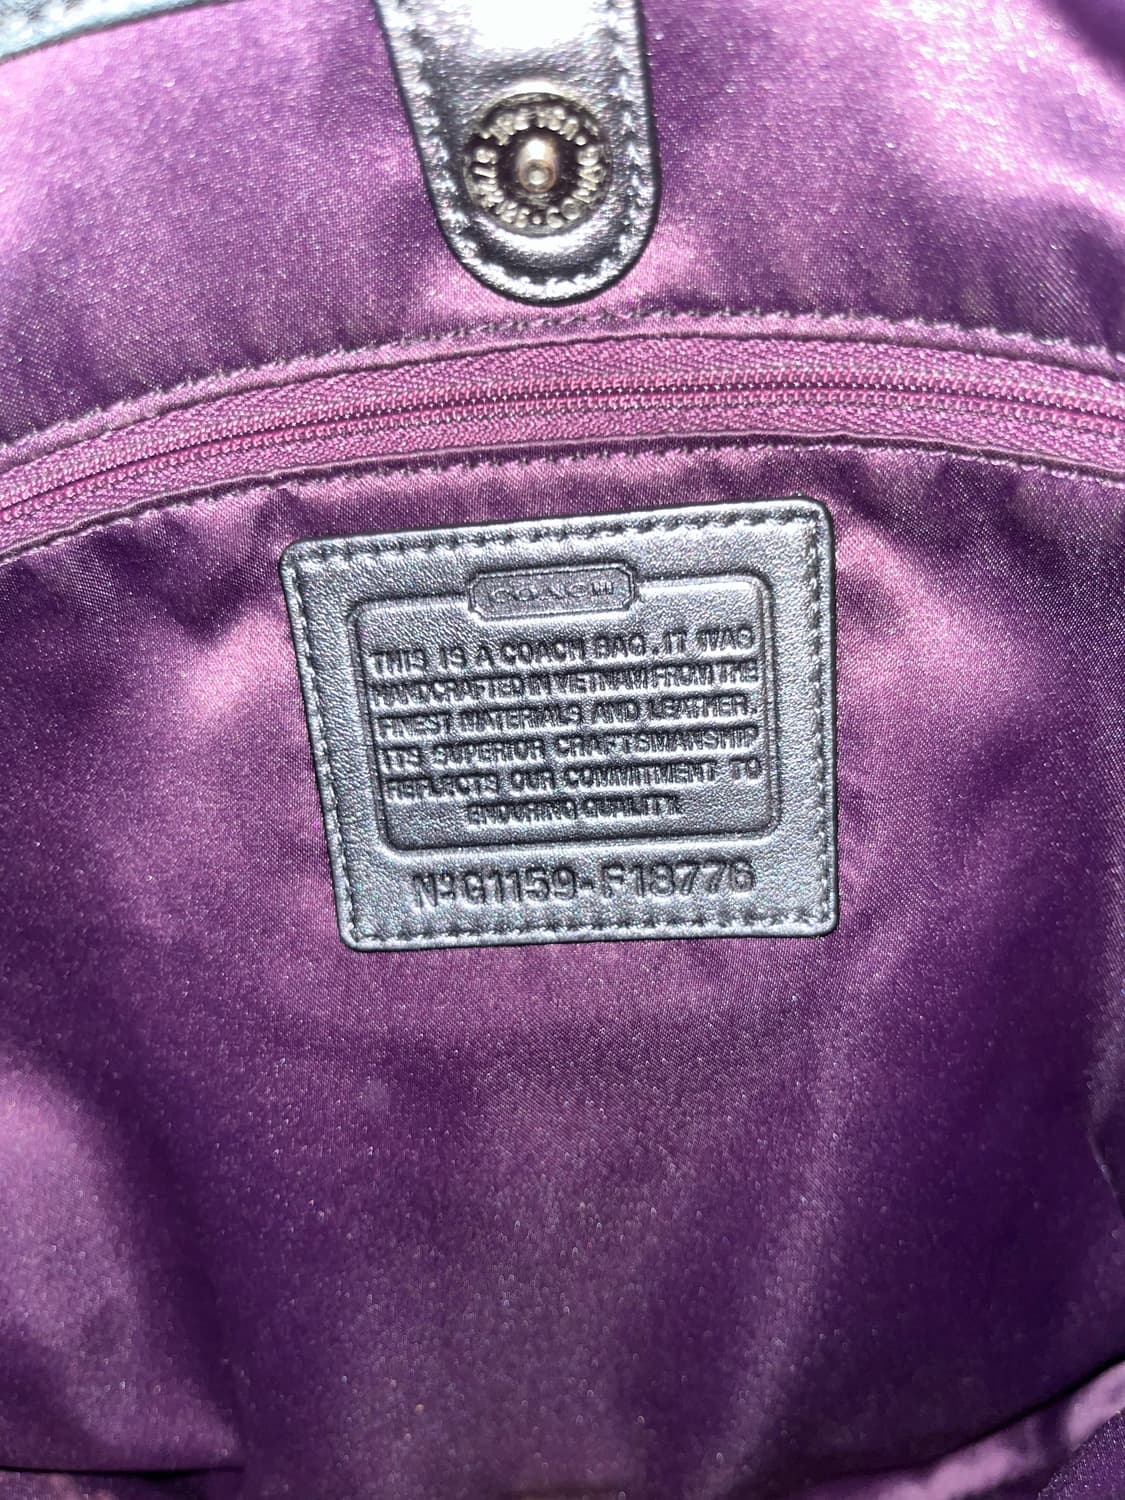 COACH
THIS IS A COACH BAG. IT WAS
HANDCRAFTED IN VIETNAM FROM THE
FINEST MATERIALS AND LEATHER.
ITS SUPERIOR CRAFTSMANSHIP
REFLECTS OUR COMMITMENT TO
ENDURING QUALITY.
Nº G1159-F18776